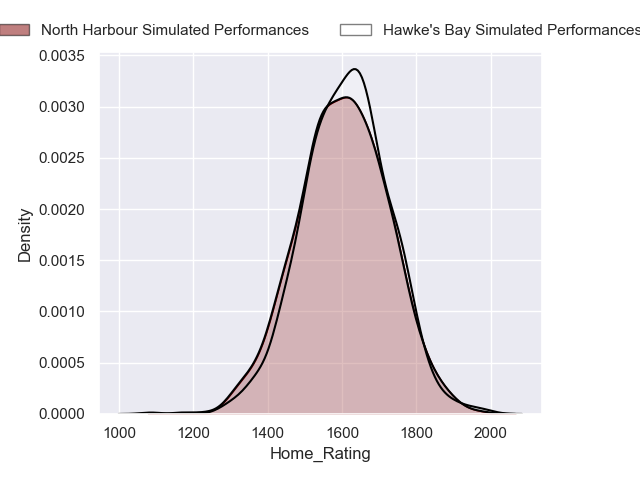 North Harbour Simulated Performances
Hawke's Bay Simulated Performances
0.0035
0.0030
0.0025
0.0020
0.0015
0.0010
0.0005
0.0000
Density
1000 1200 1400 1600 1800 2000
Home_Rating